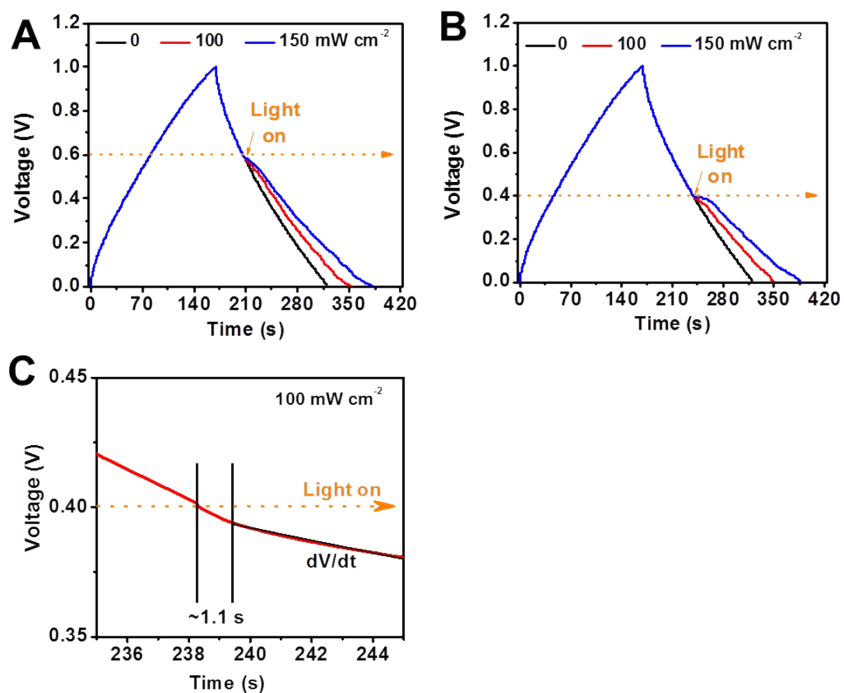 A
0 100 150 mW cm-2
Light
on
Voltage (V)
1.0
0.8
0.6
0.4
0.2
0.0
0 70 140 210 280 350 420
Time (s)
B
0 100 150 mW cm-2
Light
on
Voltage (V)
1.0
0.8
0.6
0.4
0.2
0.0
0 70 140 210 280 350 420
Time (s)
C
100 mW cm-2
Light on
dV/dt
~1.1 s
Voltage (V)
0.45
0.40
0.35
236 238 240 242 244
Time (s)